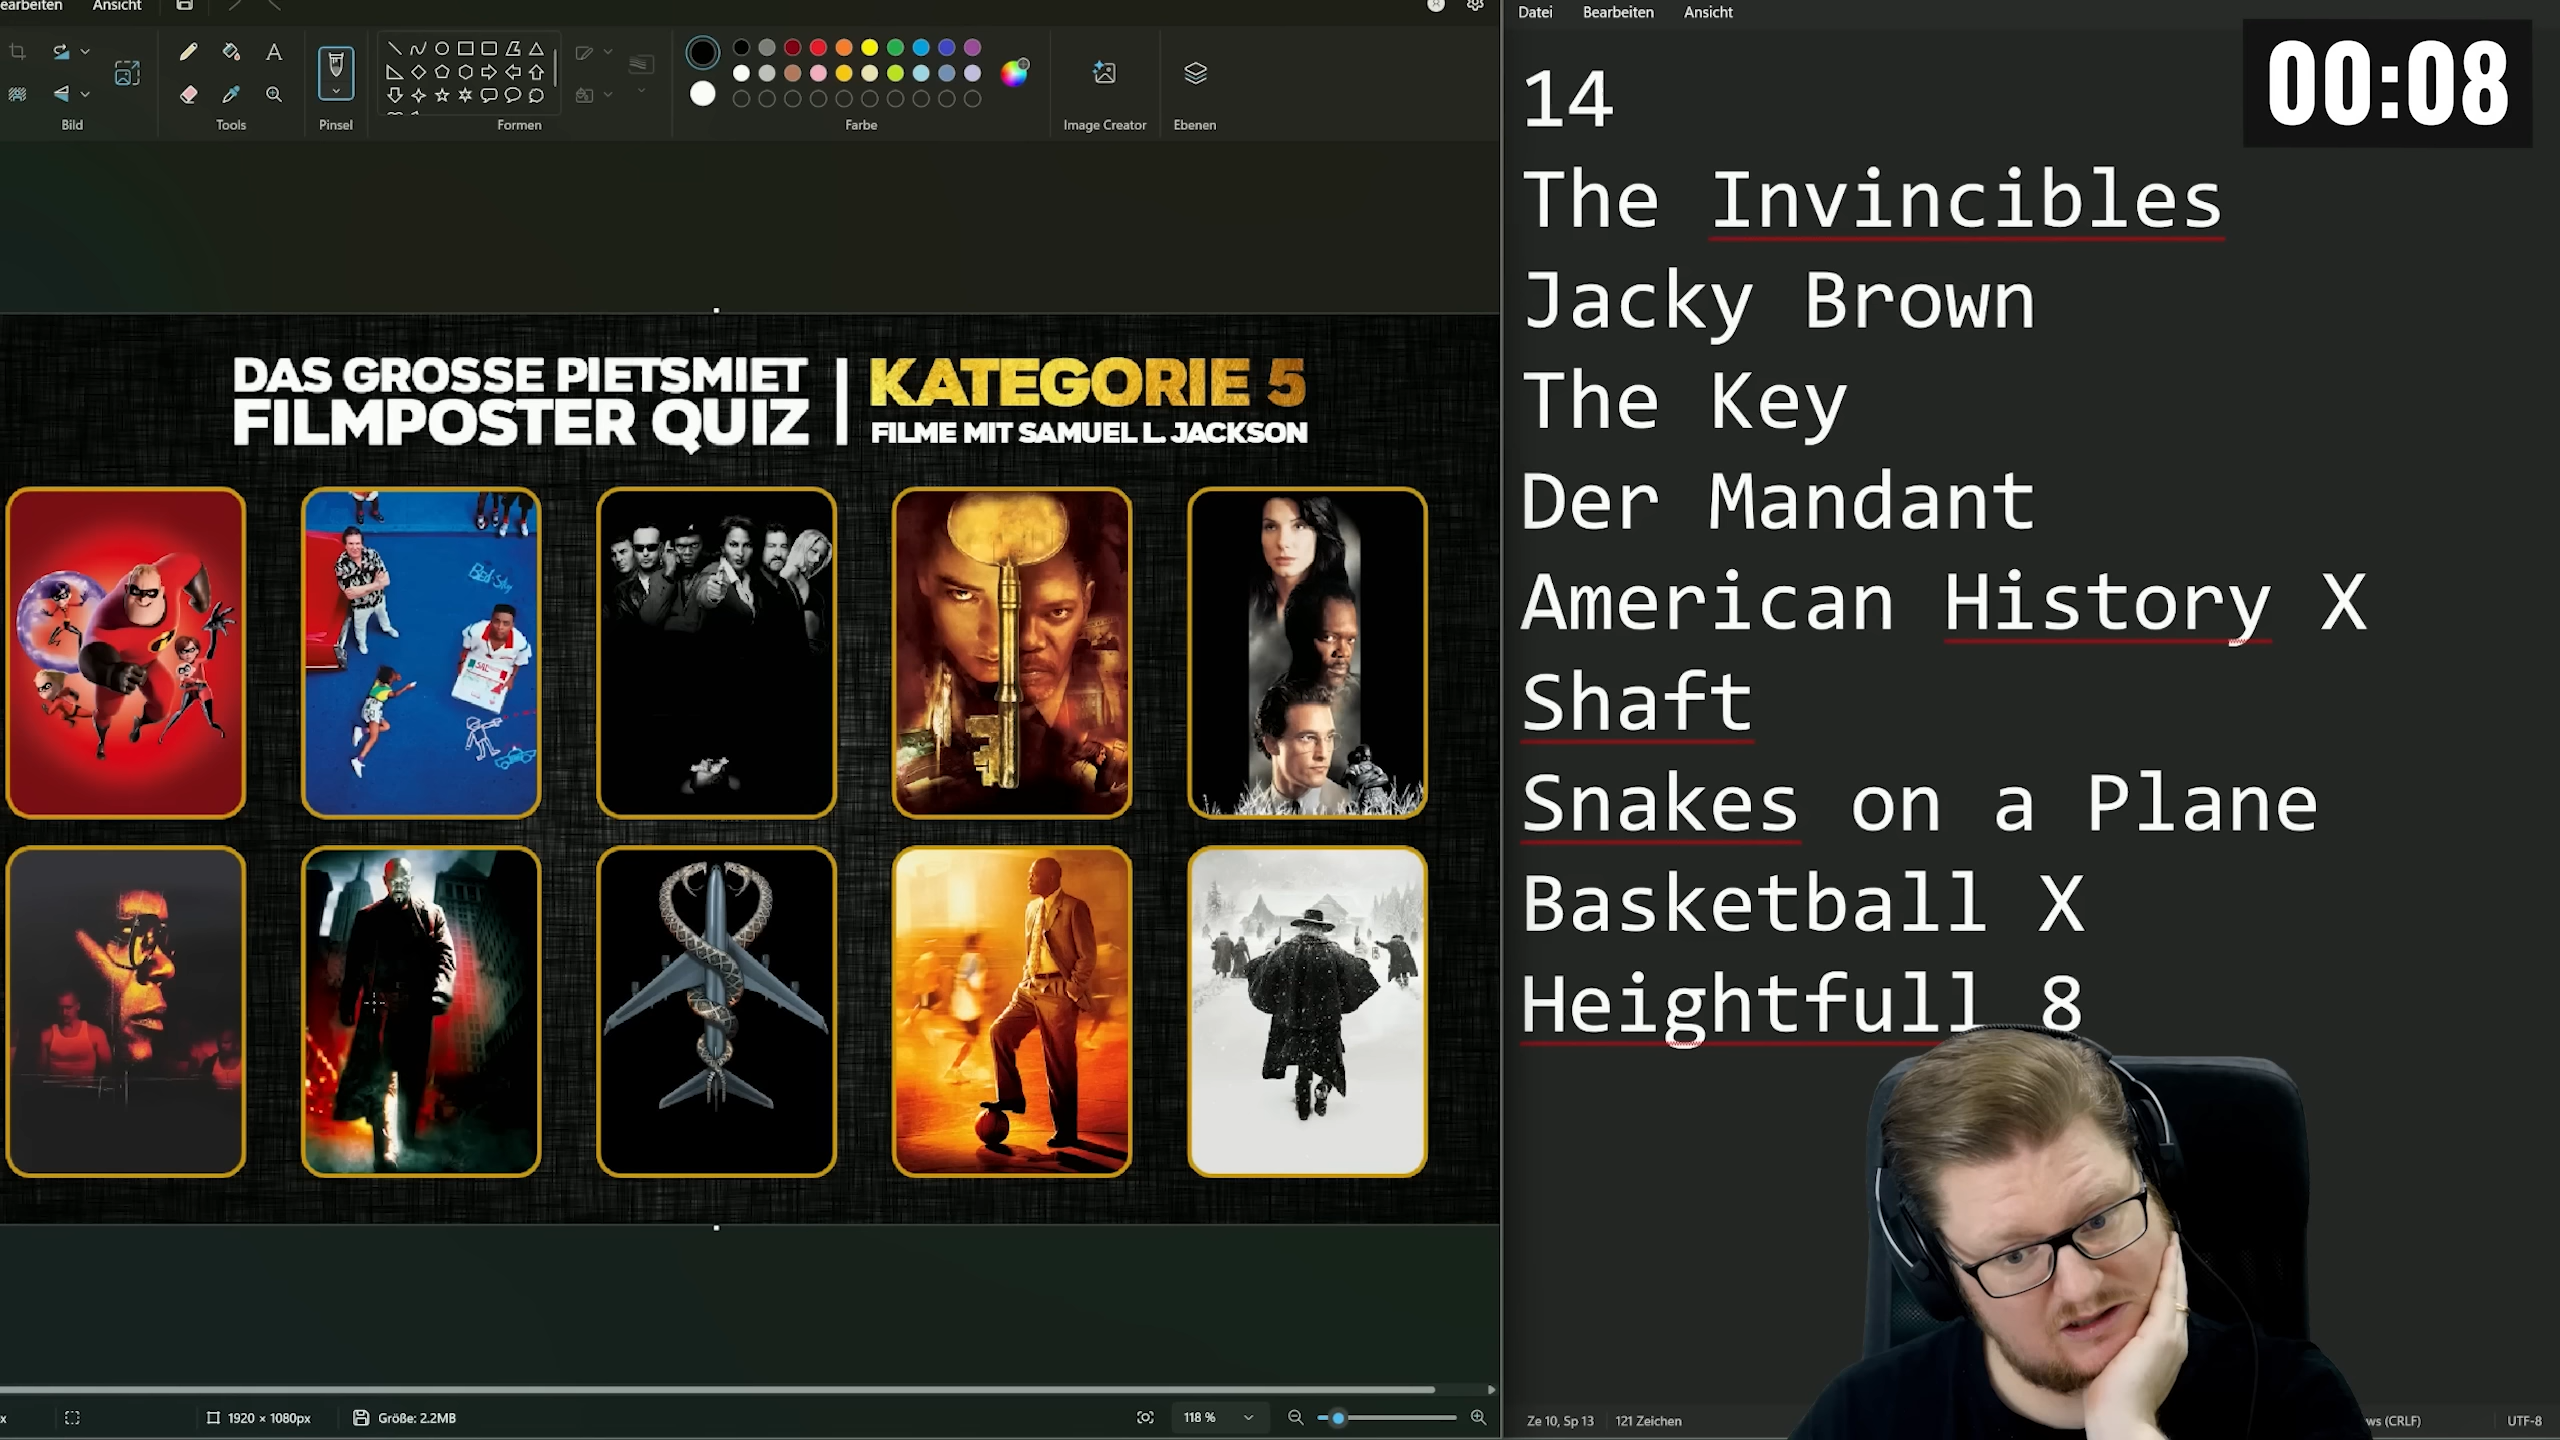 earbeiten Ansicht
Bild
Tools
Pinsel
Formen
Farbe
Image Creator
Ebenen
DAS GROSSE PIETSMIET
FILMPOSTER QUIZ
KATEGORIE 5
FILME MIT SAMUEL L. JACKSON
1920 × 1080px
Größe: 2.2MB
118 %
Datei Bearbeiten Ansicht
00:08
14
The Invincibles
Jacky Brown
The Key
Der Mandant
American History X
Shaft
Snakes on a Plane
Basketball X
Heightfull 8
Ze 10, Sp 13
121 Zeichen
ws (CRLF)
UTF-8